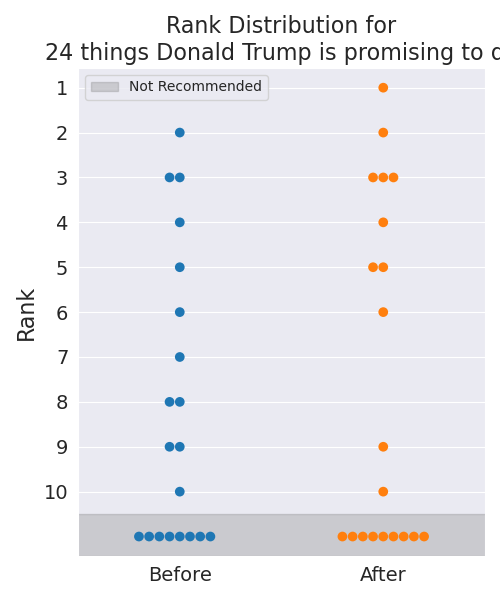 Rank Distribution for
24 things Donald Trump is promising to
Not Recommended
1
2
3
4
5
6
7
8
9
10
Rank
Before
After